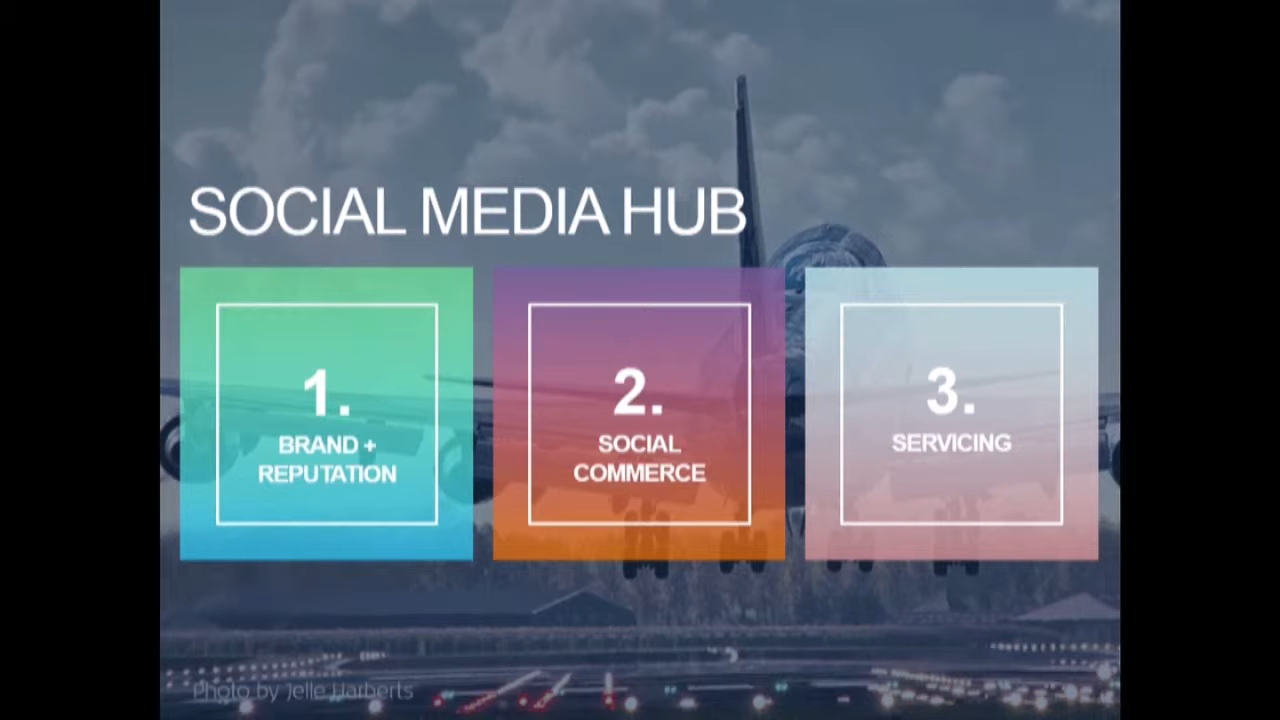 SOCIAL MEDIA HUB
1.
BRAND +
REPUTATION
2.
SOCIAL
COMMERCE
3.
SERVICING
Photo by Jelle Harberts